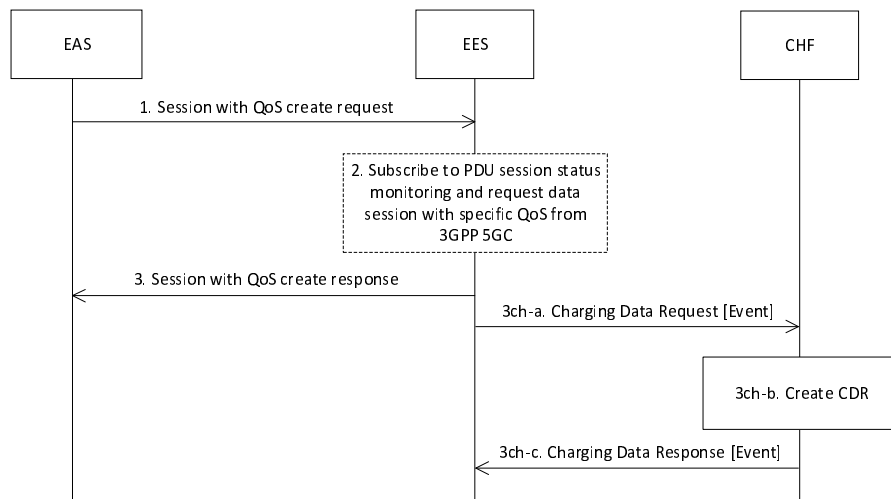 EAS
EES
CHF
1. Session with QoS create request
2. Subscribe to PDU session status
monitoring and request data
session with specific QoS from
3GPP 5GC
3. Session with QoS create response
3ch-a. Charging Data Request [Event]
3ch-b. Create CDR
3ch-c. Charging Data Response [Event]